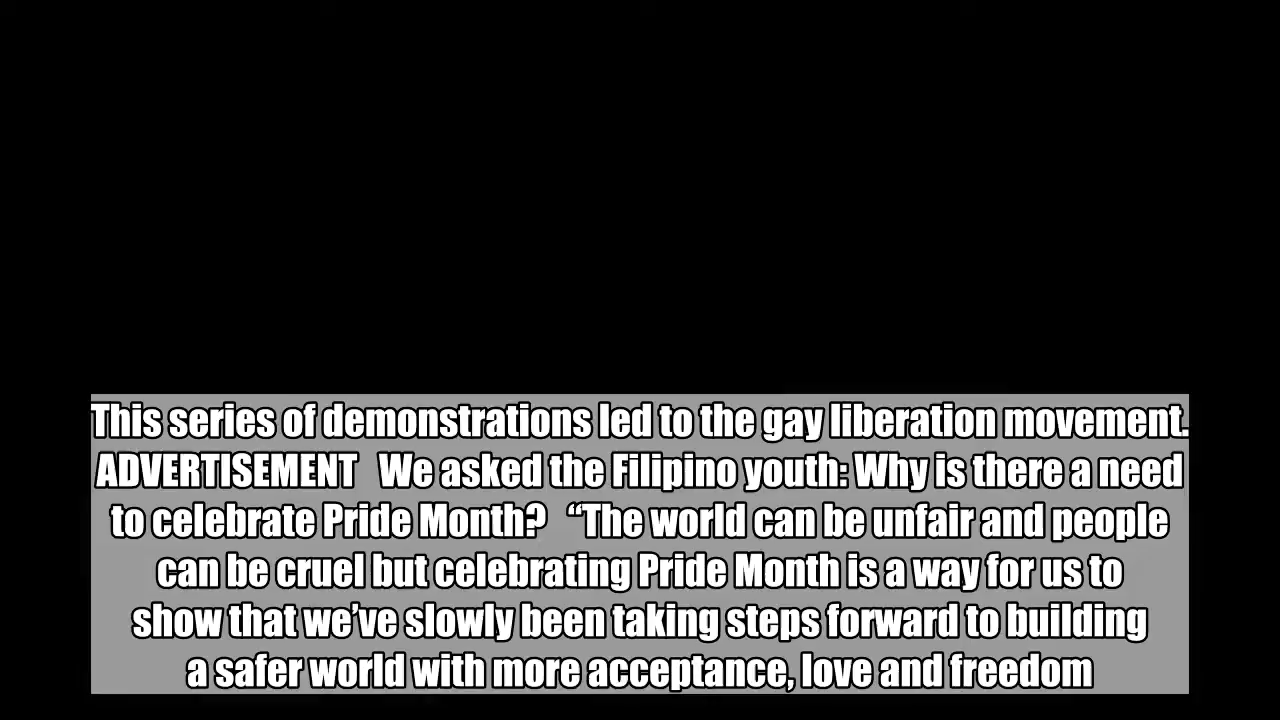 This series of demonstrations led to the gay liberation movement.
ADVERTISEMENT   We asked the Filipino youth: Why is there a need
to celebrate Pride Month?   “The world can be unfair and people
can be cruel but celebrating Pride Month is a way for us to
show that we’ve slowly been taking steps forward to building
a safer world with more acceptance, love and freedom